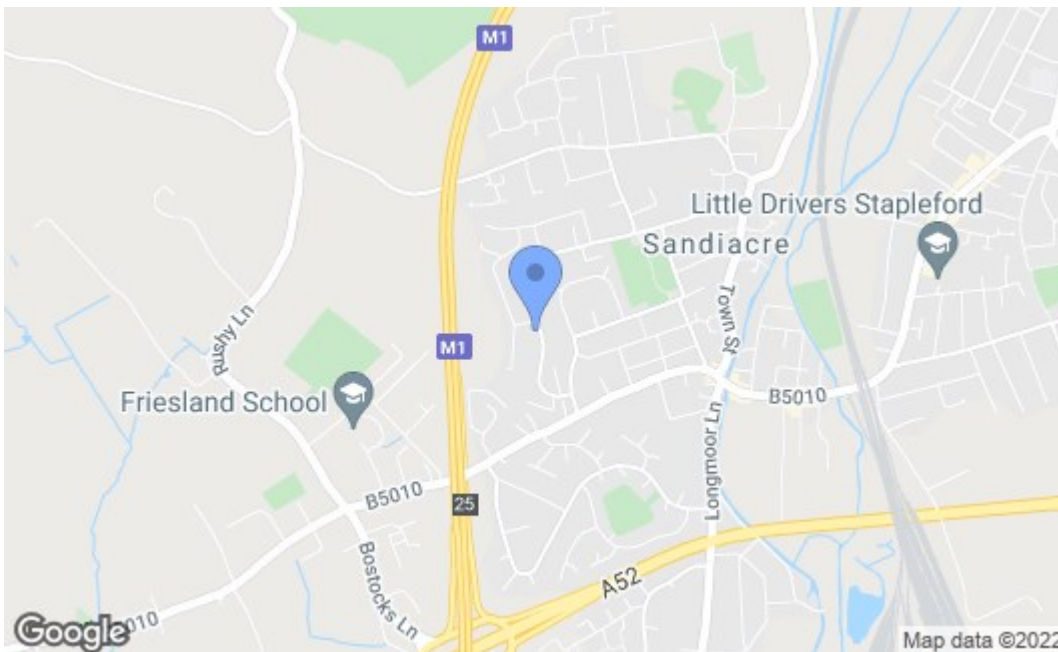 M1
Little Drivers Stapleford
Sandiacre
Town St
Rushy Ln
M1
Friesland School
B5010
Longmoor Ln
B5010
25
Bostocks Ln
A52
5010
Google
Map data ©2022